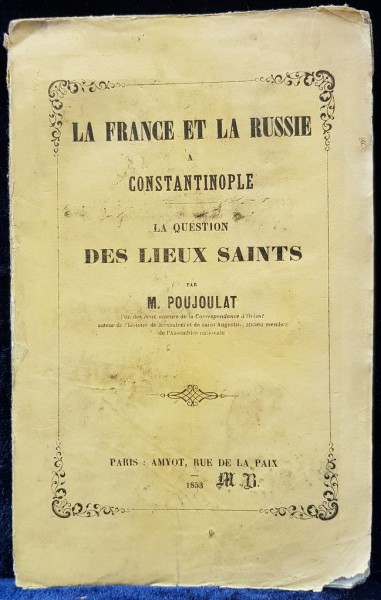 LA FRANCE ET LA RUSSIE
A
CONSTANTINOPLE
LA QUESTION
DES LIEUX SAINTS
PAR
M. POUJOULAT
l'un des deux auteurs de la Correspondance d'Orient
auteur de l'histoire de Jérusalem et de saint Augustin, ancien membre
de l'Assemblée nationale
PARIS : AMYOT, RUE DE LA PAIX
1853
M B.